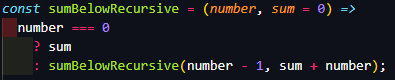 const sumBelowRecursive = (number, sum = 0) =>
  number === 0
    ? sum
    : sumBelowRecursive(number - 1, sum + number);